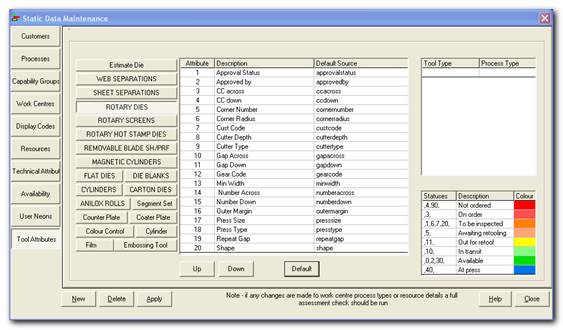 Static Data Maintenance
Customers
Processes
Capability Groups
Work Centres
Display Codes
Resources
Technical Attribut
Availability
User Neons
Tool Attributes
Estimate Die
WEB SEPARATIONS
SHEET SEPARATIONS
ROTARY DIES
ROTARY SCREENS
ROTARY HOT STAMP DIES
REMOVABLE BLADE SH/PRF
MAGNETIC CYLINDERS
FLAT DIES DIE BLANKS
CYLINDERS CARTON DIES
ANILOX ROLLS Segment Set
Counter Plate Coater Plate
Colour Control Cylinder
Film Embossing Tool
Attribute Description Default Source
1 Approval Status approvalstatus
2 Approved by approvedby
3 CC across ccacross
4 CC down ccdown
5 Corner Number cornernumber
6 Corner Radius cornerradius
7 Cust Code custcode
8 Cutter Depth cutterdepth
9 Cutter Type cuttertype
10 Gap Across gapacross
11 Gap Down gapdown
12 Gear Code gearcode
13 Min Width minwidth
14 Number Across numberacross
15 Number Down numberdown
16 Outer Margin outermargin
17 Press Size presssize
18 Press Type presstype
19 Repeat Gap repeatgap
20 Shape shape
Up Down Default
Tool Type Process Type
Statuses Description Colour
,4,90, Not ordered
,3, On order
,1,6,7,20, To be inspected
,5, Awaiting retooling
,11, Out for retool
,10, In transit
,0,2,30, Available
,40, At press
New Delete Apply
Note - if any changes are made to work centre process types or resource details a full
assessment check should be run
Help Close